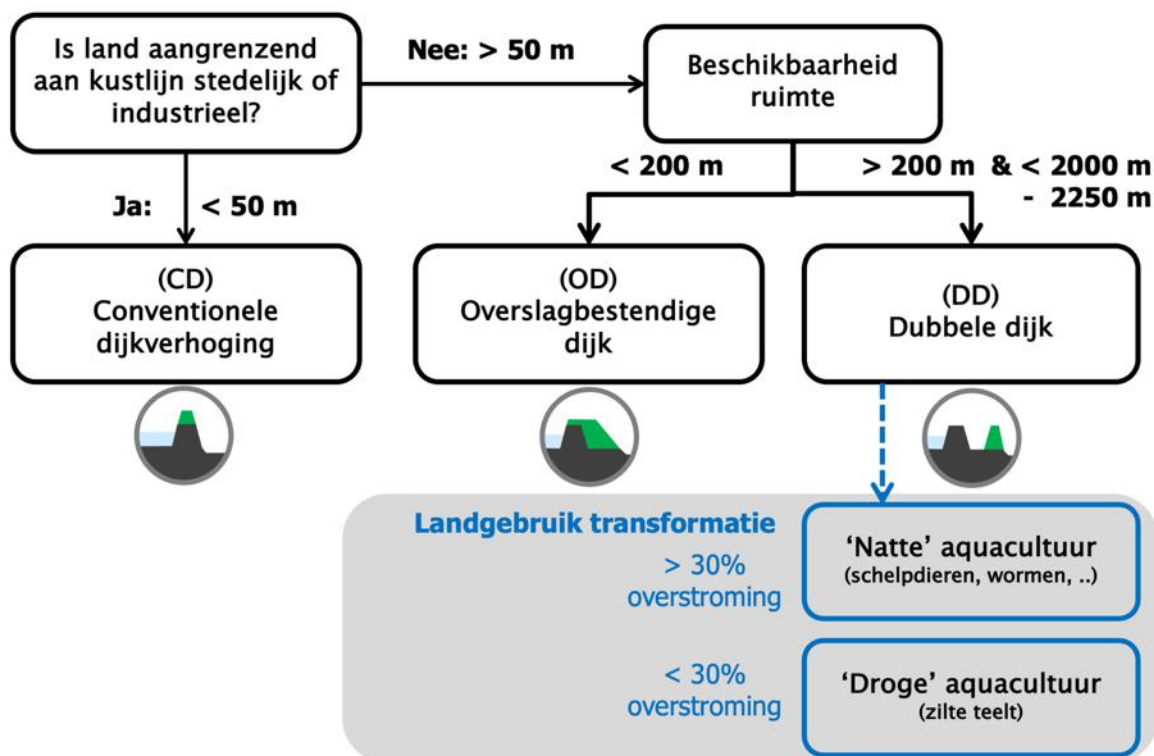 Is land aangrenzend
aan kustlijn stedelijk of
industrieel?
Nee: > 50 m
Beschikbaarheid
ruimte
Ja: < 50 m
< 200 m
> 200 m & < 2000 m
- 2250 m
(CD)
Conventionele
dijkverhoging
(OD)
Overslagbestendige
dijk
(DD)
Dubbele dijk
Landgebruik transformatie
> 30%
overstroming
‘Natte’ aquacultuur
(schelpdieren, wormen, ..)
< 30%
overstroming
‘Droge’ aquacultuur
(zilte teelt)